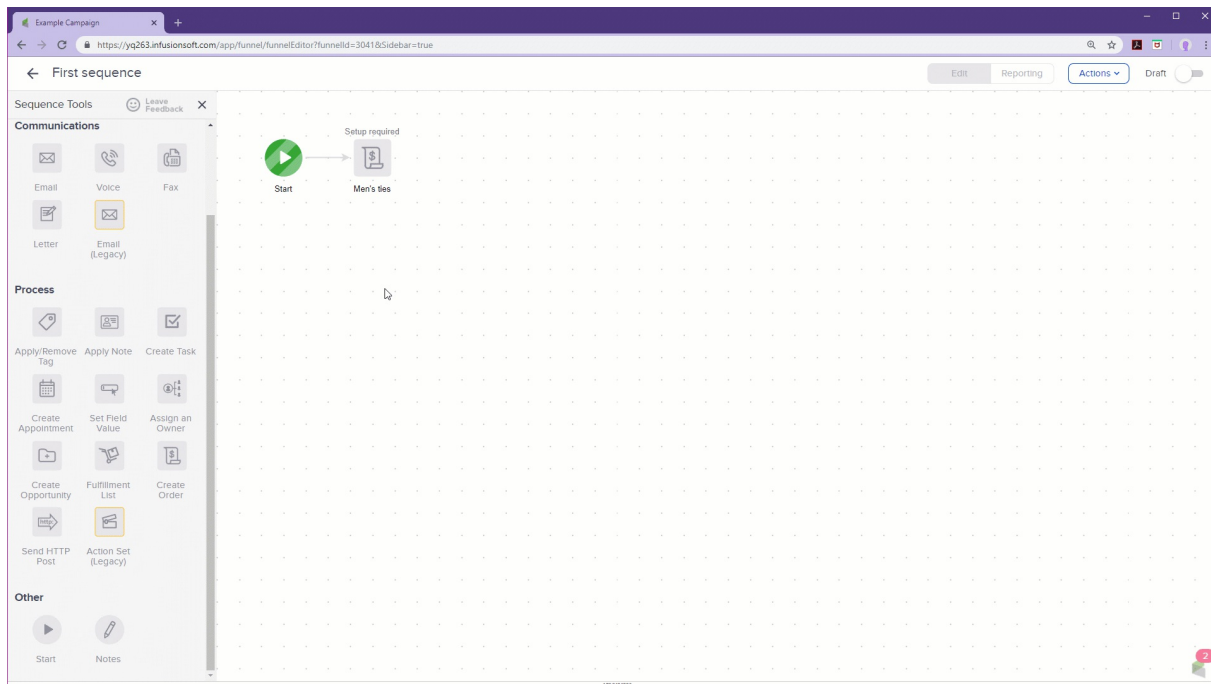 Example Campaign
https://yq263.infusionsoft.com/app/funnel/funnelEditor?funnelId=3041&Sidebar=true
First sequence
Edit
Reporting
Actions
Draft
Sequence Tools
Leave
Feedback
Communications
Email
Voice
Fax
Letter
Email
(Legacy)
Process
Apply/Remove
Tag
Apply Note
Create Task
Create
Appointment
Set Field
Value
Assign an
Owner
Create
Opportunity
Fulfillment
List
Create
Order
http:
Send HTTP
Post
Action Set
(Legacy)
Other
Start
Notes
Setup required
Start
Men's ties
2